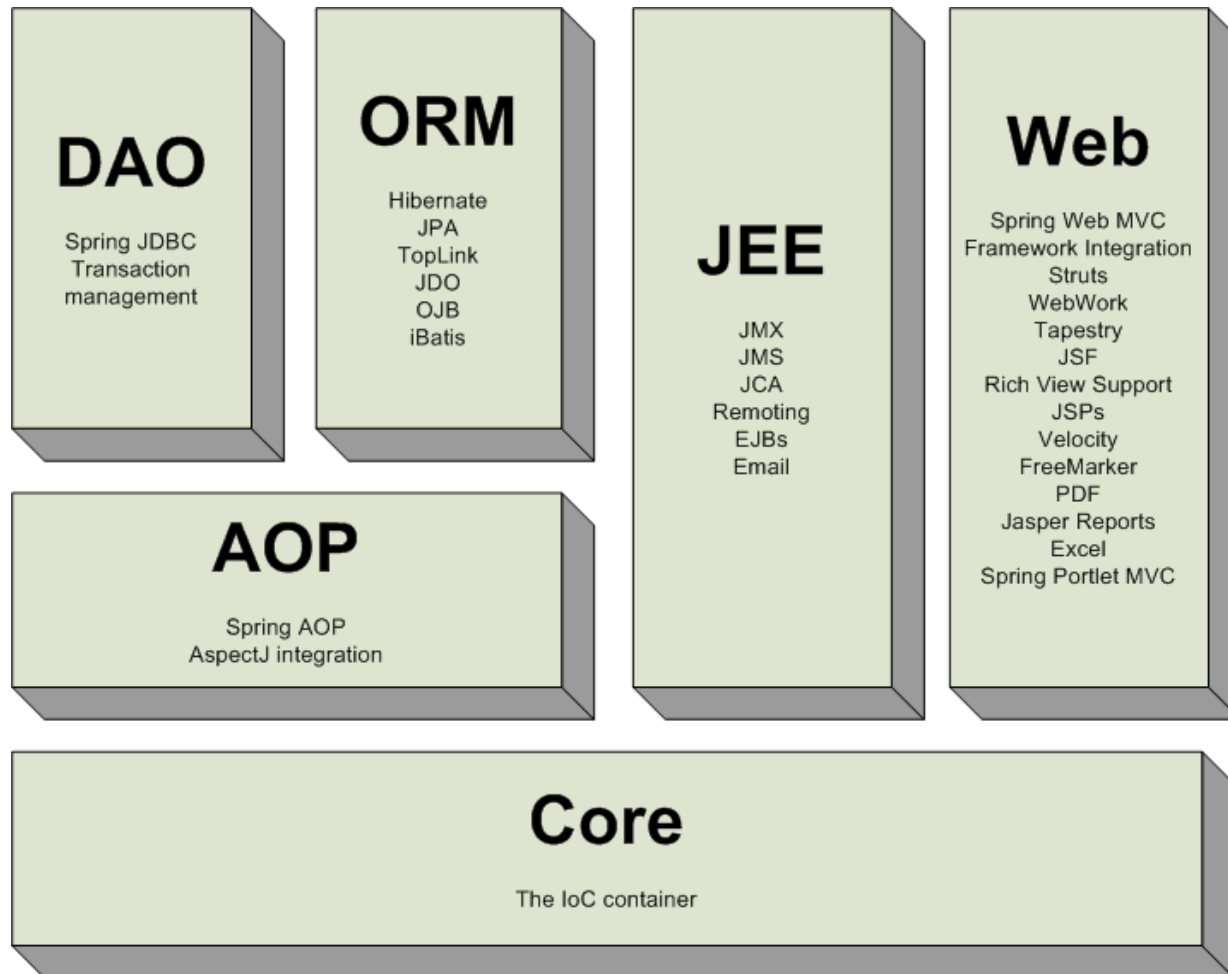 DAO
Spring JDBC
Transaction
management
ORM
Hibernate
JPA
TopLink
JDO
OJB
iBatis
JEE
JMX
JMS
JCA
Remoting
EJBs
Email
Web
Spring Web MVC
Framework Integration
Struts
WebWork
Tapestry
JSF
Rich View Support
JSPs
Velocity
FreeMarker
PDF
Jasper Reports
Excel
Spring Portlet MVC
AOP
Spring AOP
AspectJ integration
Core
The IoC container